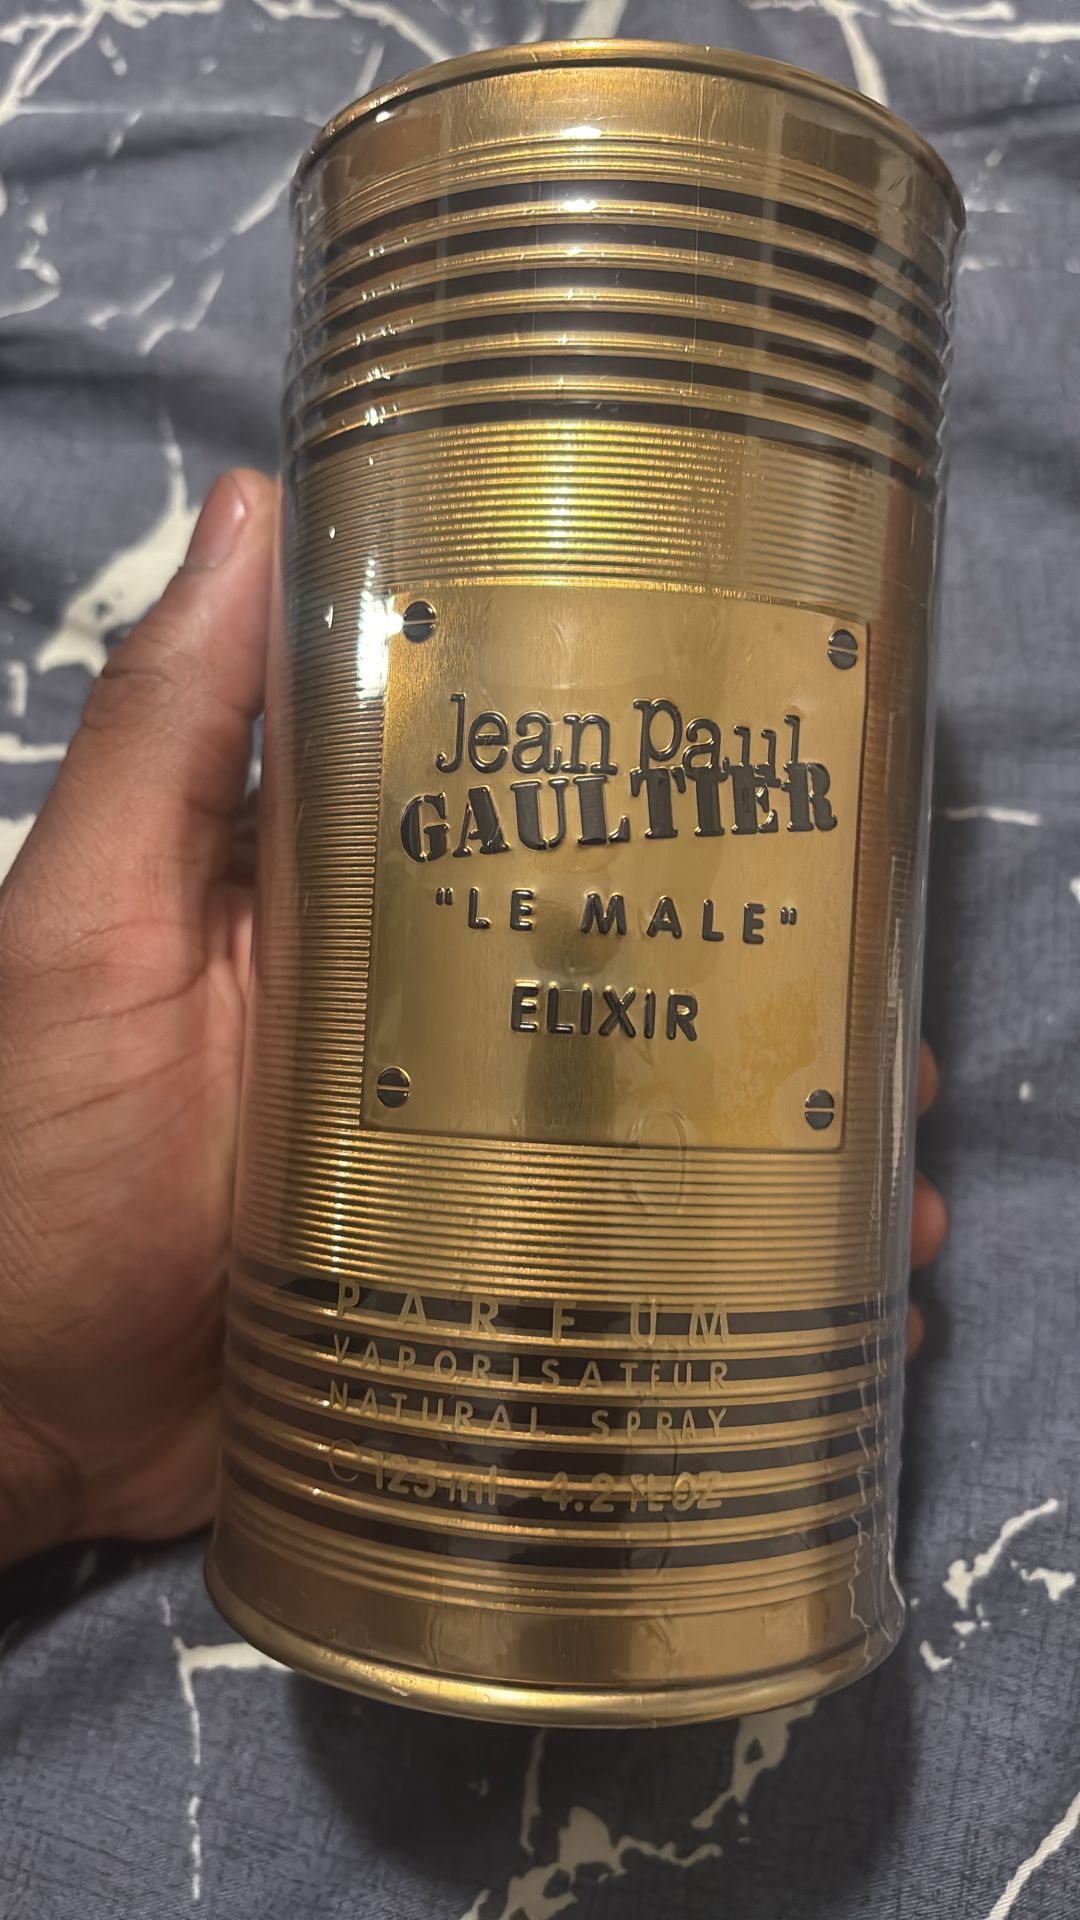 Jean Paul
GAULTIER
"LE MALE"
ELIXIR
PARFUM
VAPORISATEUR
NATURAL SPRAY
℮ 125 ml - 4.2 FL OZ